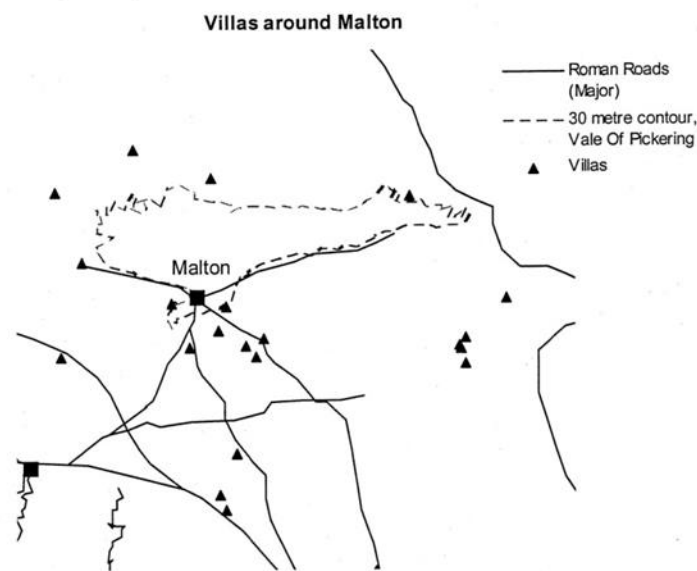 Villas around Malton
Roman Roads
(Major)
30 metre contour,
Vale Of Pickering
Villas
Malton